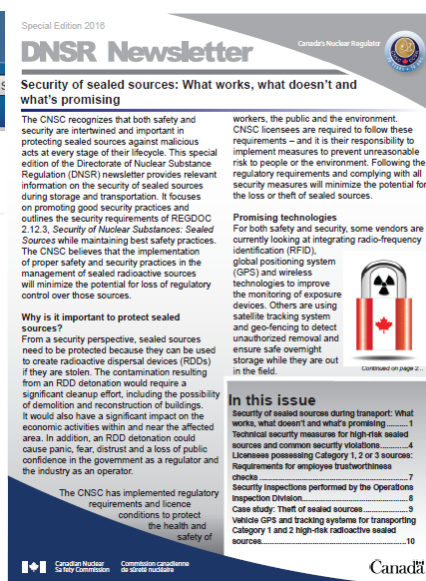 Special Edition 2016
DNSR Newsletter
Canada's Nuclear Regulator
Security of sealed sources: What works, what doesn't and
what's promising
The CNSC recognizes that both safety and
security are intertwined and important in
protecting sealed sources against malicious
acts at every stage of their lifecycle. This special
edition of the Directorate of Nuclear Substance
Regulation (DNSR) newsletter provides relevant
information on the security of sealed sources
during storage and transportation. It focuses
on promoting good security practices and
outlines the security requirements of REGDOC
2.12.3, Security of Nuclear Substances: Sealed
Sources while maintaining best safety practices.
The CNSC believes that the implementation
of proper safety and security practices in the
management of sealed radioactive sources
will minimize the potential for loss of regulatory
control over those sources.
Why is it important to protect sealed
sources?
From a security perspective, sealed sources
need to be protected because they can be used
to create radioactive dispersal devices (RDDs)
if they are stolen. The contamination resulting
from an RDD detonation would require a
significant cleanup effort, including the possibility
of demolition and reconstruction of buildings.
It would also have a significant impact on the
economic activities within and near the affected
area. In addition, an RDD detonation could
cause panic, fear, distrust and a loss of public
confidence in the government as a regulator and
the industry as an operator.
The CNSC has implemented regulatory
requirements and licence
conditions to protect
the health and
safety of
workers, the public and the environment.
CNSC licensees are required to follow these
requirements – and it is their responsibility to
implement measures to prevent unreasonable
risk to people or the environment. Following the
regulatory requirements and complying with all
security measures will minimize the potential for
the loss or theft of sealed sources.
Promising technologies
For both safety and security, some vendors are
currently looking at integrating radio-frequency
identification (RFID),
global positioning system
(GPS) and wireless
technologies to improve
the monitoring of exposure
devices. Others are using
satellite tracking system
and geo-fencing to detect
unauthorized removal and
ensure safe overnight
storage while they are out
in the field.
Continued on page 2...
In this issue
Security of sealed sources during transport: What
works, what doesn't and what's promising.........1
Technical security measures for high-risk sealed
sources and common security violations..........4
Licensees possessing Category 1, 2 or 3 sources:
Requirements for employee trustworthiness
checks..........7
Security Inspections performed by the Operations
Inspection Division..........8
Case study: Theft of sealed sources..........9
Vehicle GPS and tracking systems for transporting
Category 1 and 2 high-risk radioactive sealed
sources..........10
Canadian Nuclear
Safety Commission
Commission canadienne
de sûreté nucléaire
Canada